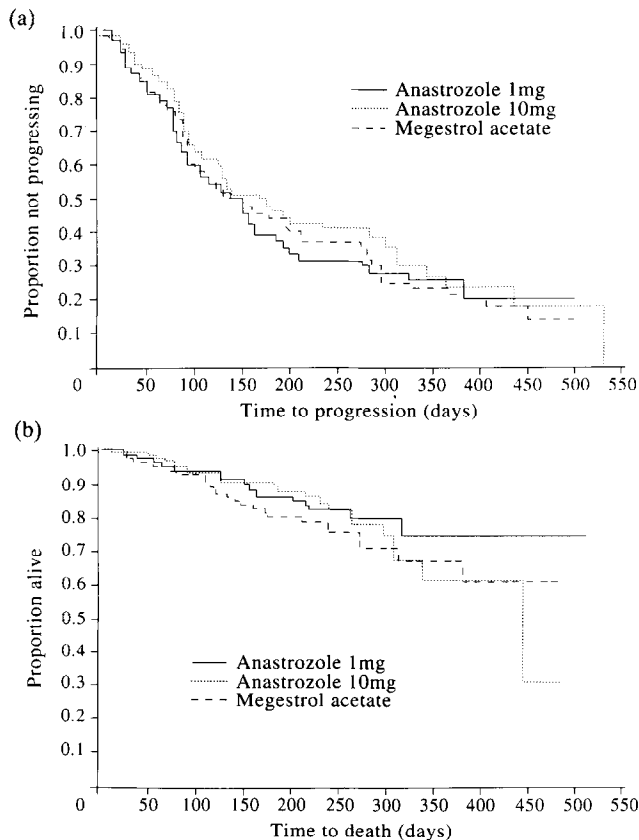 (a)
1.0
0.9
0.8
0.7
0.6
0.5
0.4
0.3
0.2
0.1
Proportion not progressing
Anastrozole 1mg
Anastrozole 10mg
Megestrol acetate
0 50 100 150 200 250 300 350 400 450 500 550
Time to progression (days)
(b)
1.0
0.9
0.8
0.7
0.6
0.5
0.4
0.3
0.2
0.1
Proportion alive
Anastrozole 1mg
Anastrozole 10mg
Megestrol acetate
0 50 100 150 200 250 300 350 400 450 500 550
Time to death (days)